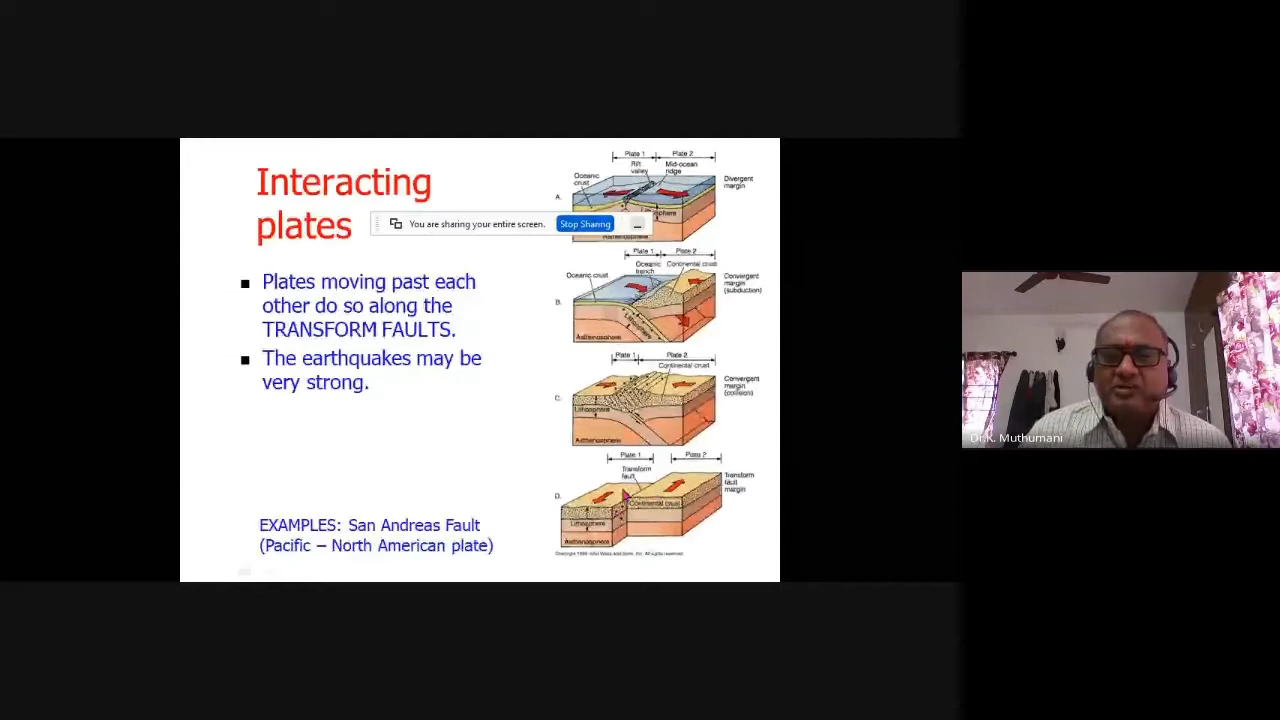 Interacting
plates
You are sharing your entire screen.
Stop Sharing
Plates moving past each
other do so along the
TRANSFORM FAULTS.
The earthquakes may be
very strong.
EXAMPLES: San Andreas Fault
(Pacific – North American plate)
Plate 1
Plate 2
Rift
valley
Mid-ocean
ridge
Oceanic
crust
Divergent
margin
A.
Plate 1
Plate 2
Oceanic
trench
Continental crust
Oceanic crust
Convergent
margin
(subduction)
B.
Lithosphere
Asthenosphere
Plate 1
Plate 2
Continental crust
Convergent
margin
(collision)
C.
Lithosphere
Asthenosphere
Plate 1
Plate 2
Transform
fault
Transform
fault
margin
D.
Continental crust
Lithosphere
Asthenosphere
Dr.K. Muthumani